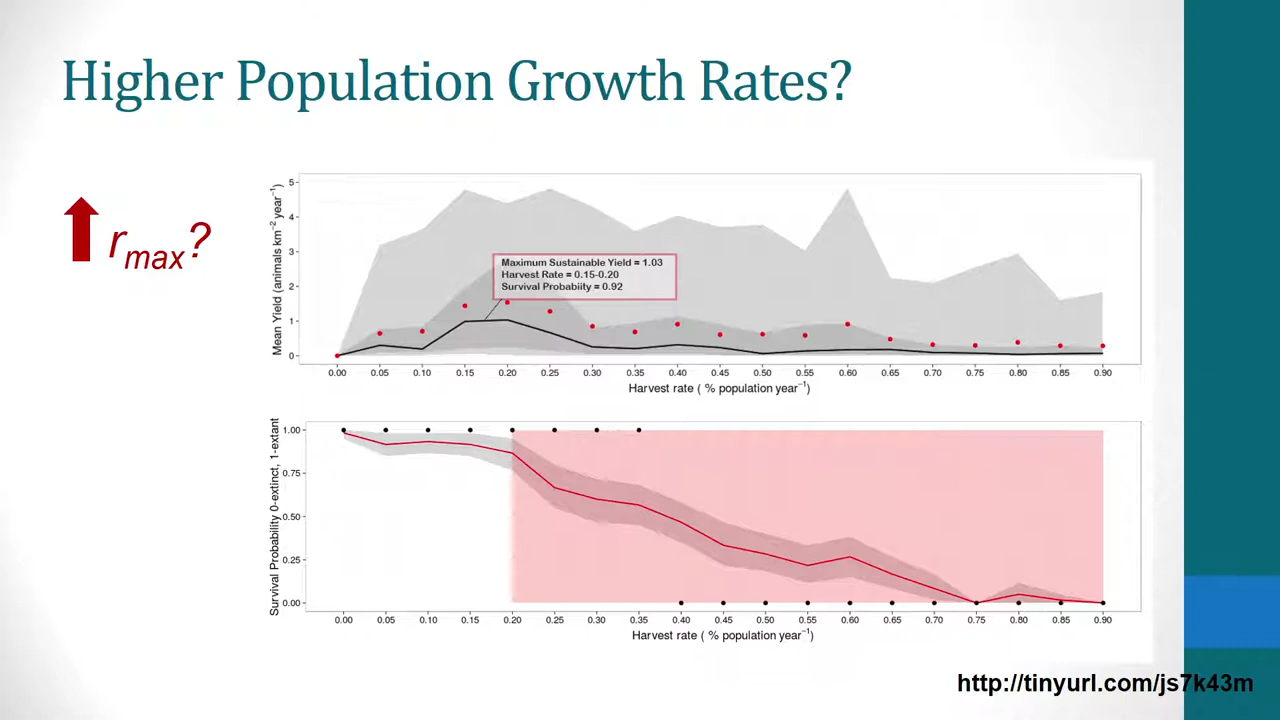 Higher Population Growth Rates?
rmax?
Mean Yield (animals km⁻² year⁻¹)
5
4
3
2
1
0
Maximum Sustainable Yield = 1.03
Harvest Rate = 0.15-0.20
Survival Probabiity = 0.92
0.00 0.05 0.10 0.15 0.20 0.25 0.30 0.35 0.40 0.45 0.50 0.55 0.60 0.65 0.70 0.75 0.80 0.85 0.90
Harvest rate ( % population year⁻¹)
Survival Probability 0-extinct, 1-extant
1.00
0.75
0.50
0.25
0.00
0.00 0.05 0.10 0.15 0.20 0.25 0.30 0.35 0.40 0.45 0.50 0.55 0.60 0.65 0.70 0.75 0.80 0.85 0.90
Harvest rate ( % population year⁻¹)
http://tinyurl.com/js7k43m